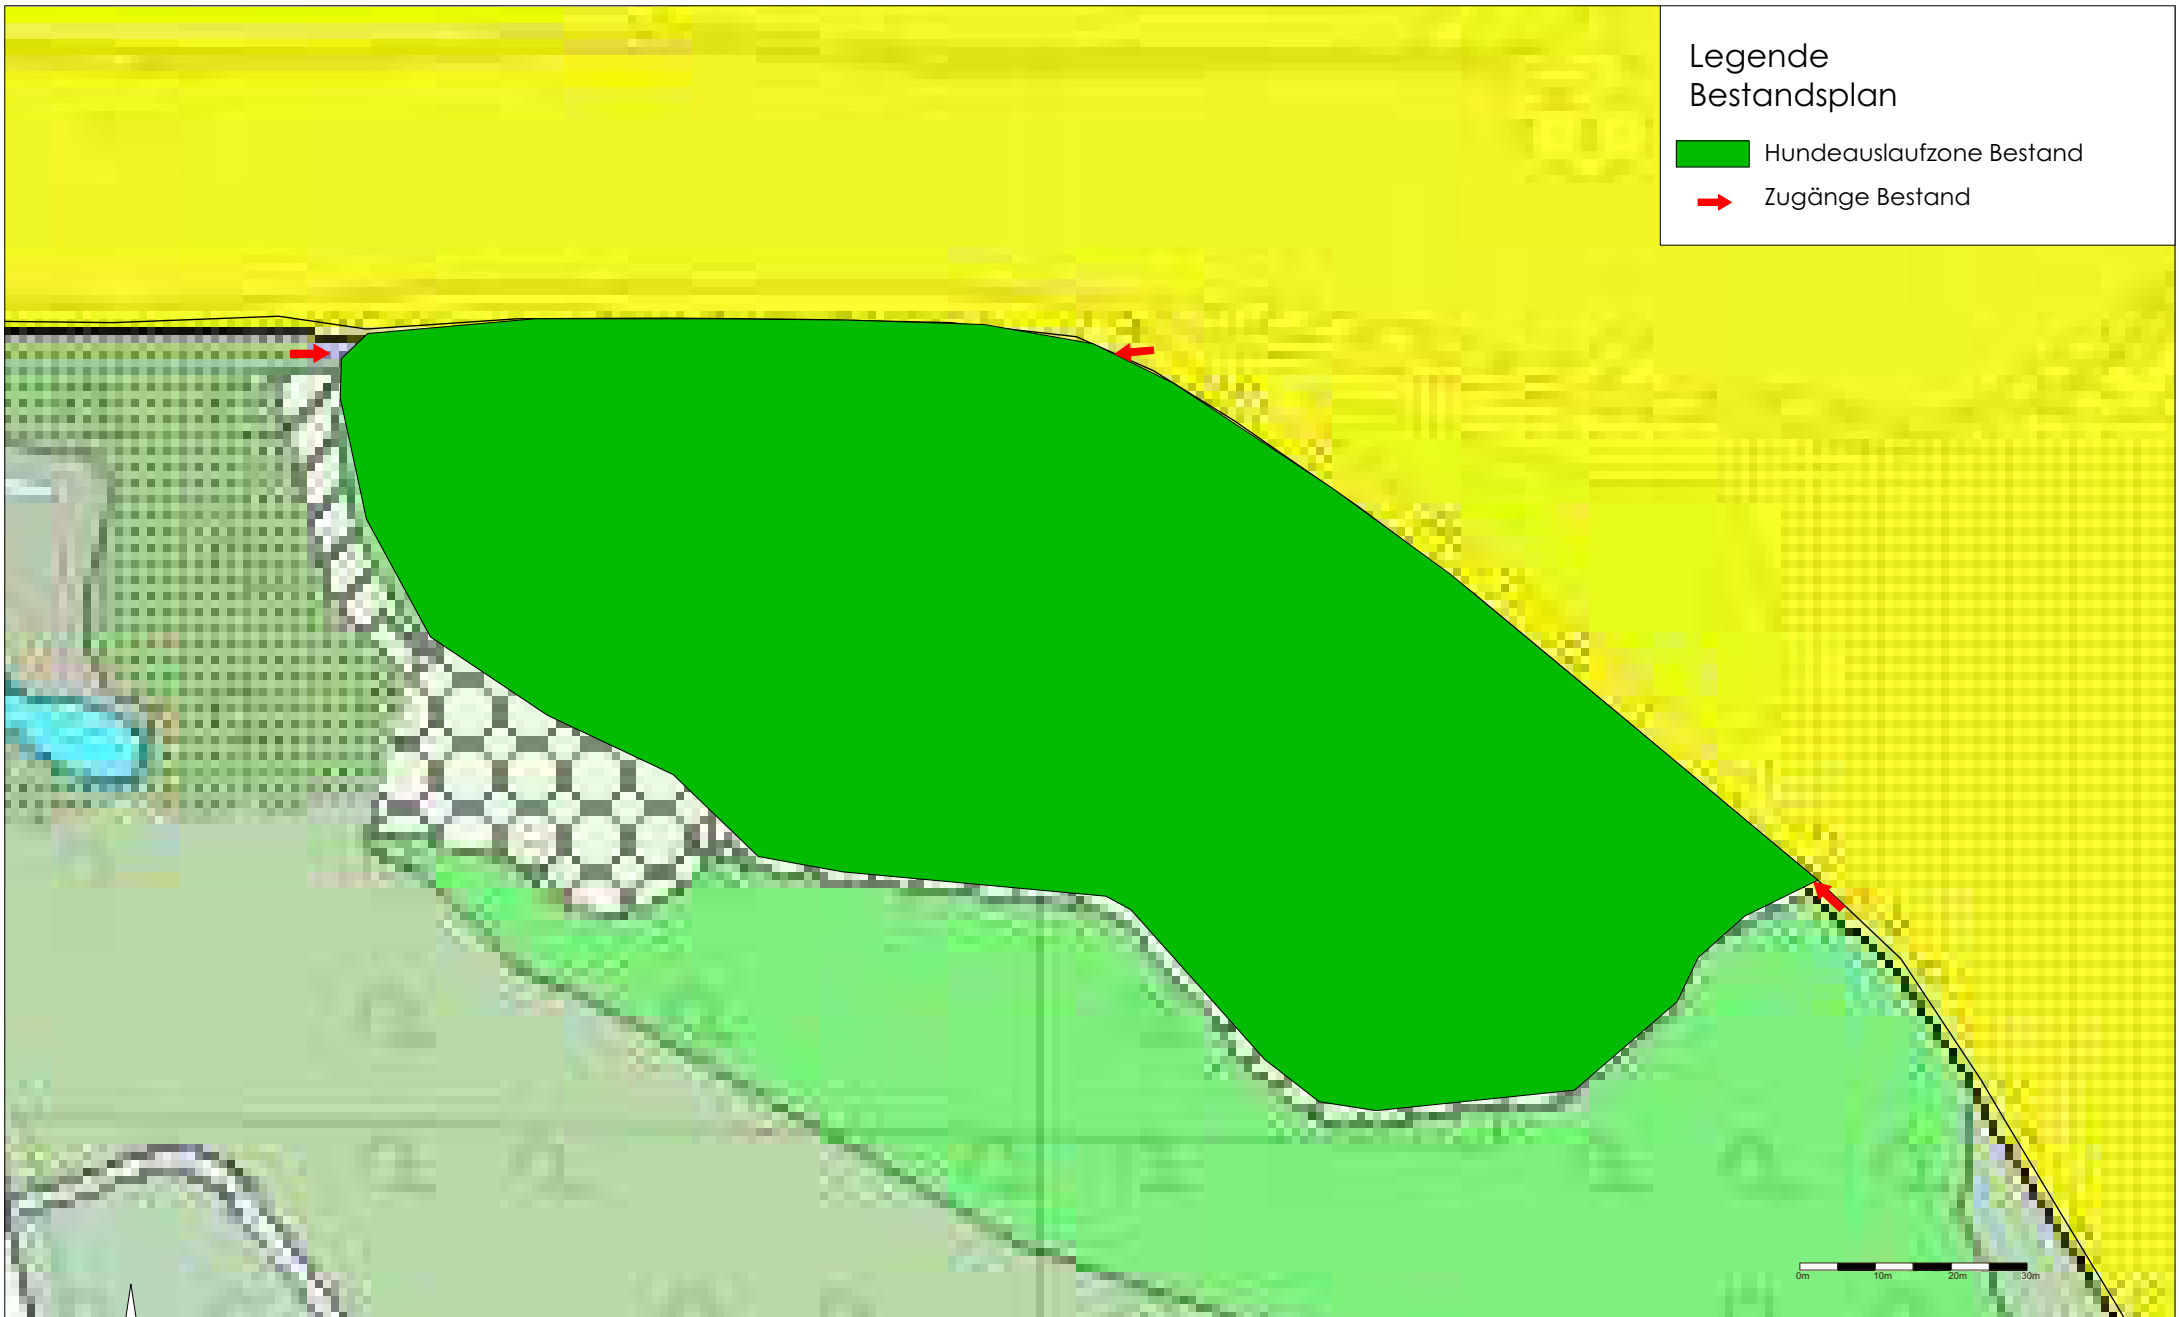 Legende
Bestandsplan
Hundeauslaufzone Bestand
Zugänge Bestand
0m 10m 20m 30m